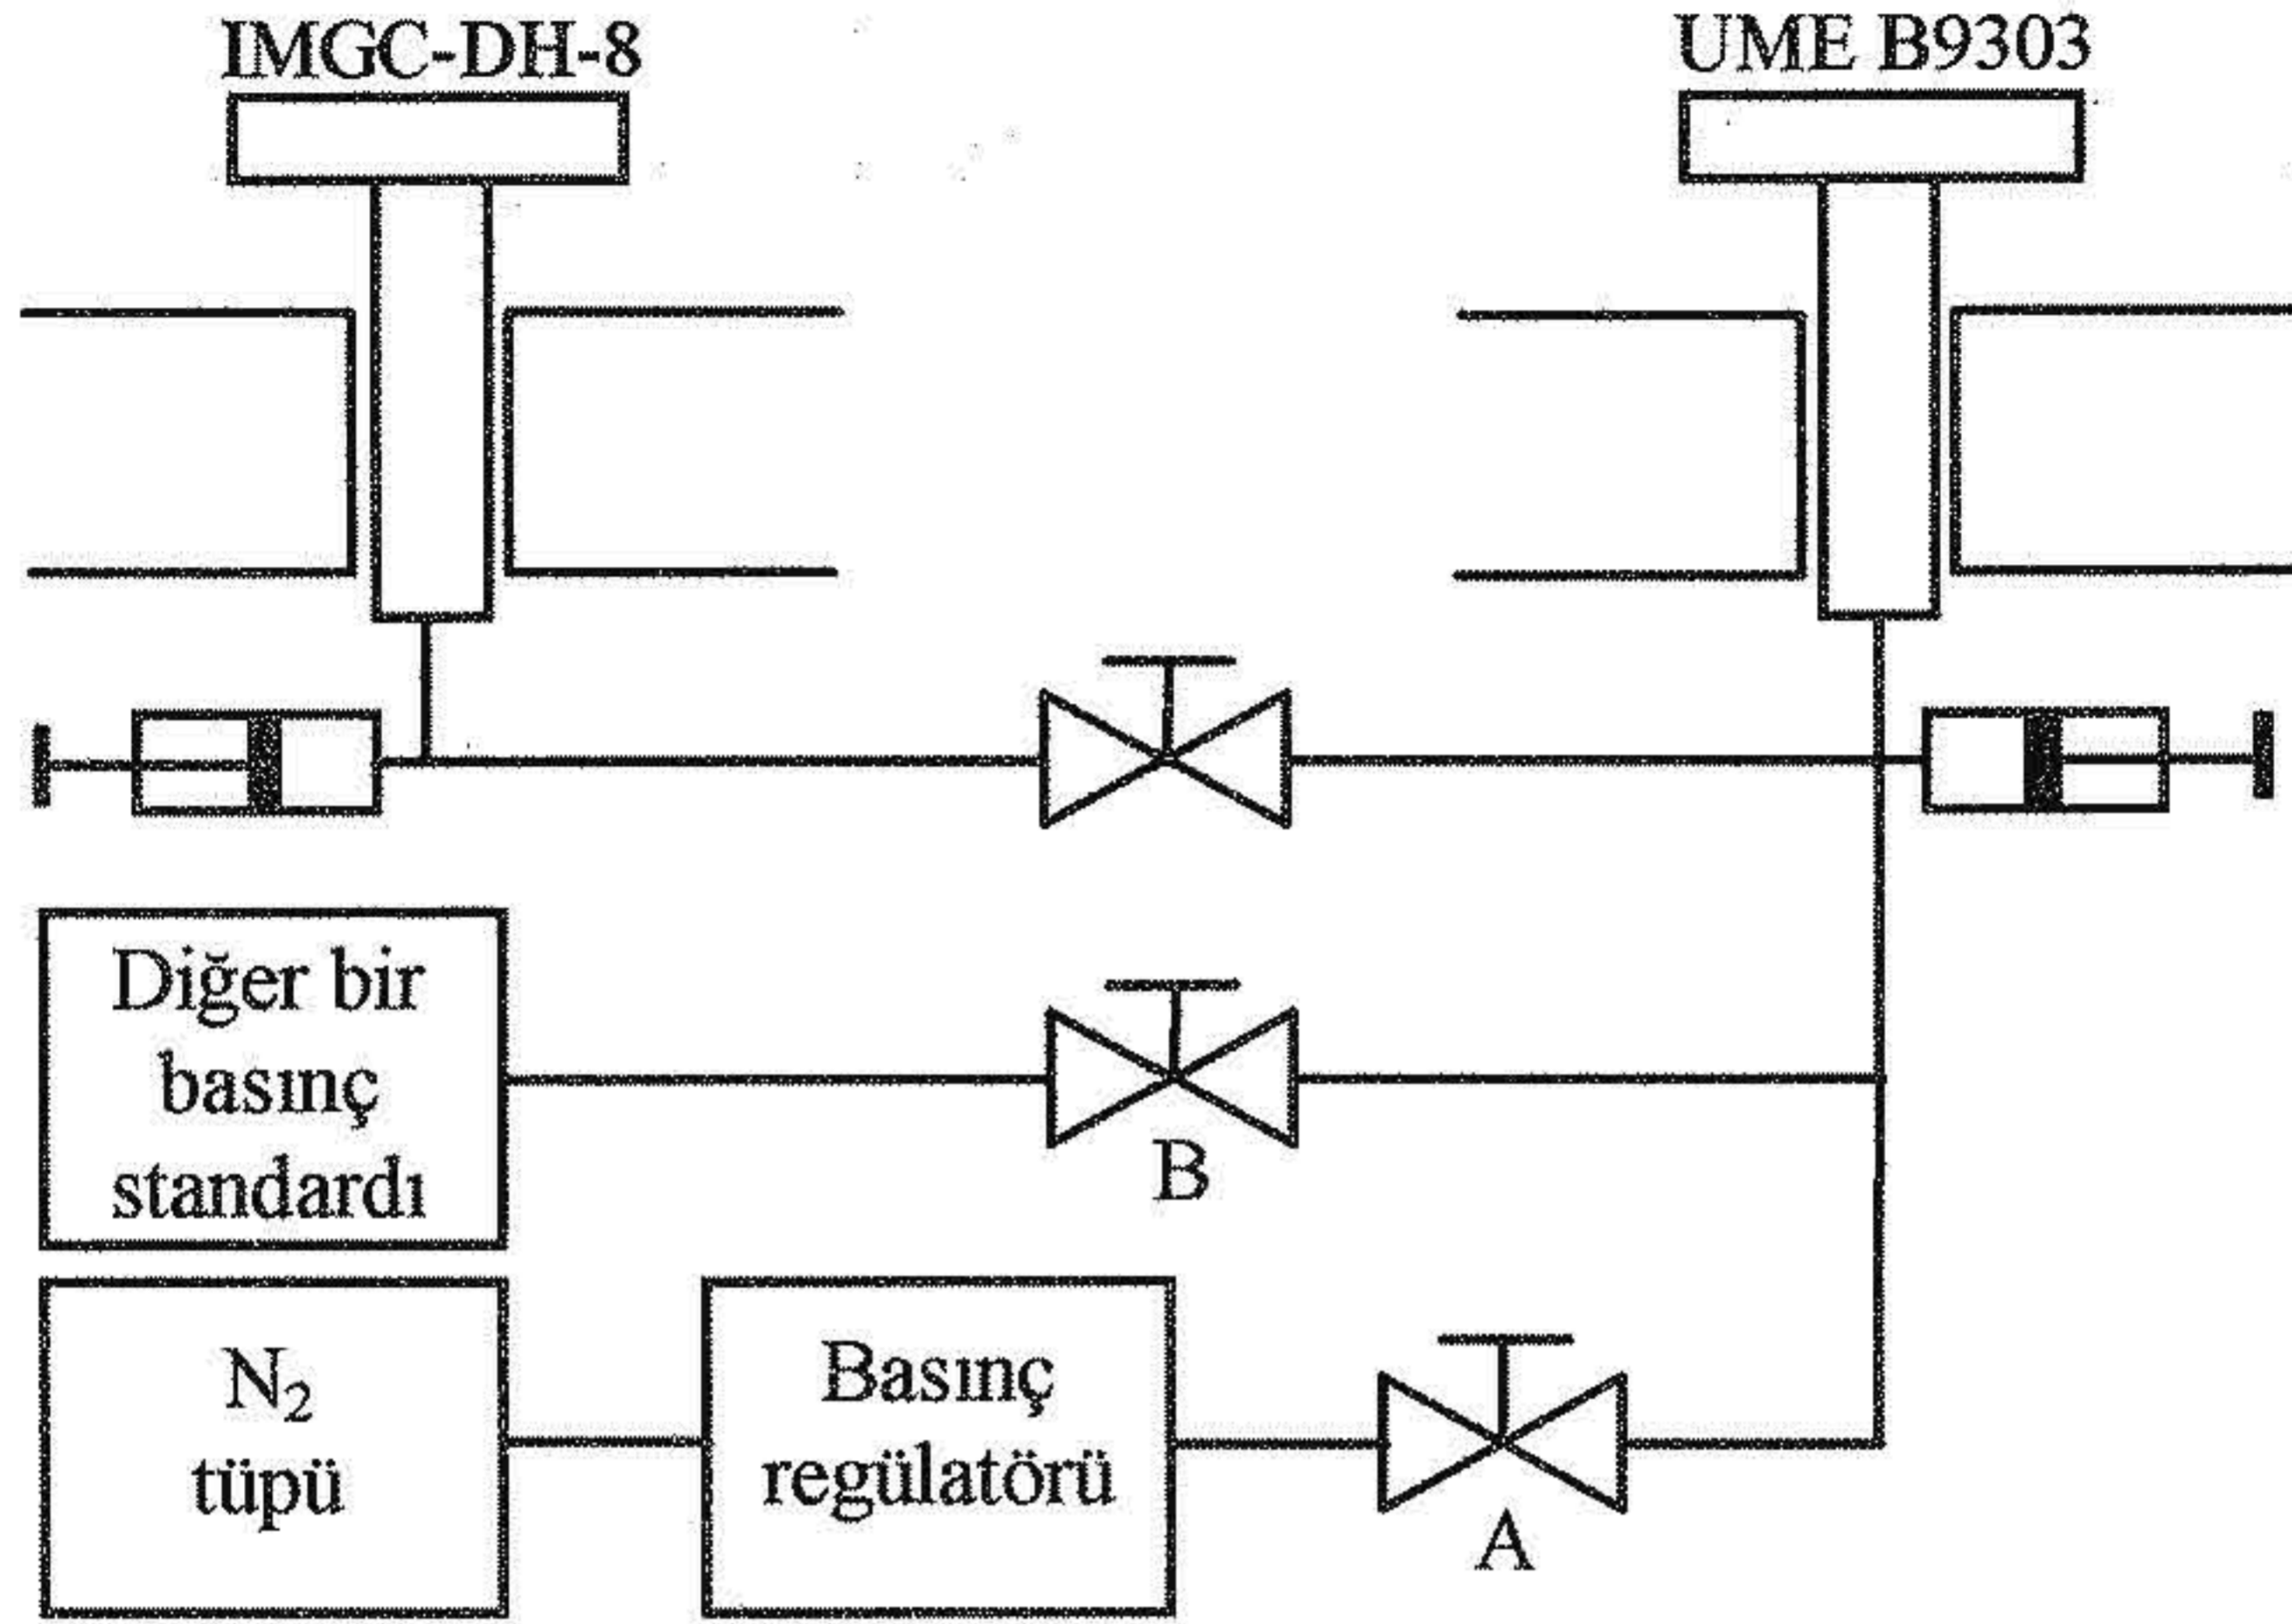 IMGC-DH-8
UME B9303
Diğer bir
basınç
standardı
B
N₂
tüpü
Basınç
regülatörü
A